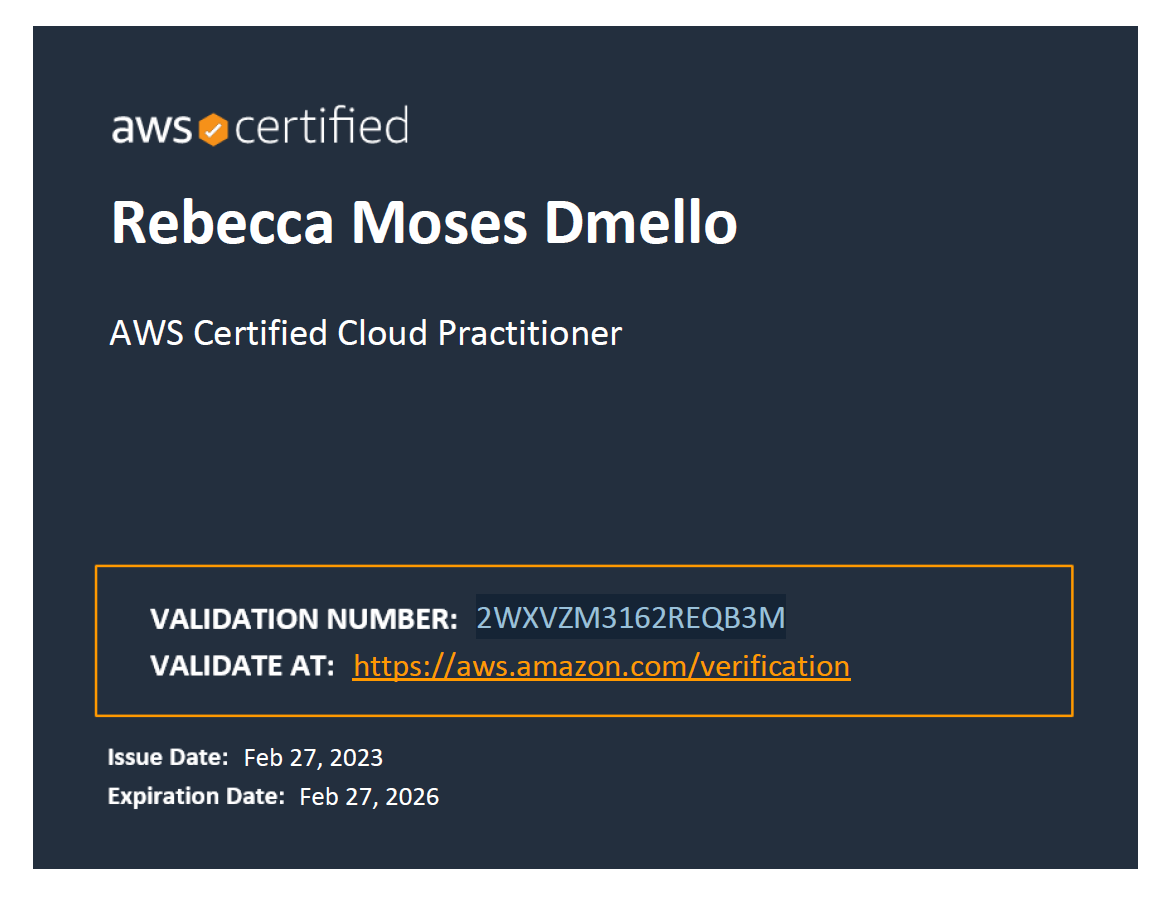 aws certified
Rebecca Moses Dmello
AWS Certified Cloud Practitioner
VALIDATION NUMBER: 2WXVZM3162REQB3M
VALIDATE AT: https://aws.amazon.com/verification
Issue Date: Feb 27, 2023
Expiration Date: Feb 27, 2026